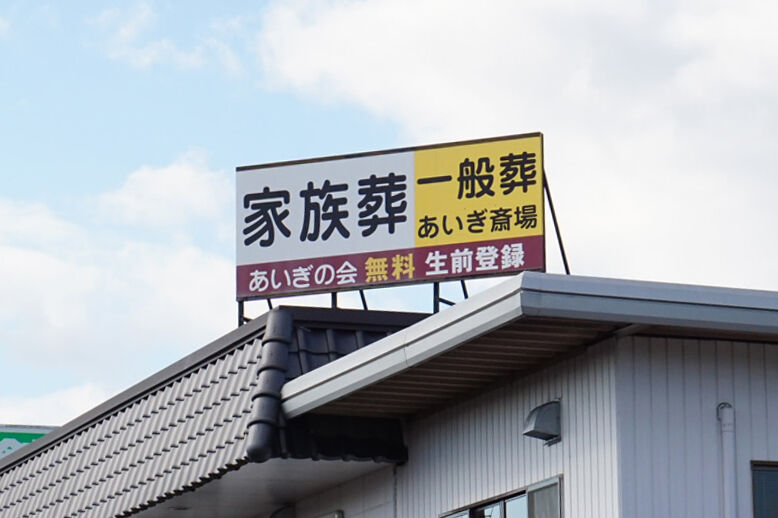 家族葬
一般葬
あいぎ斎場
あいぎの会 無料 生前登録